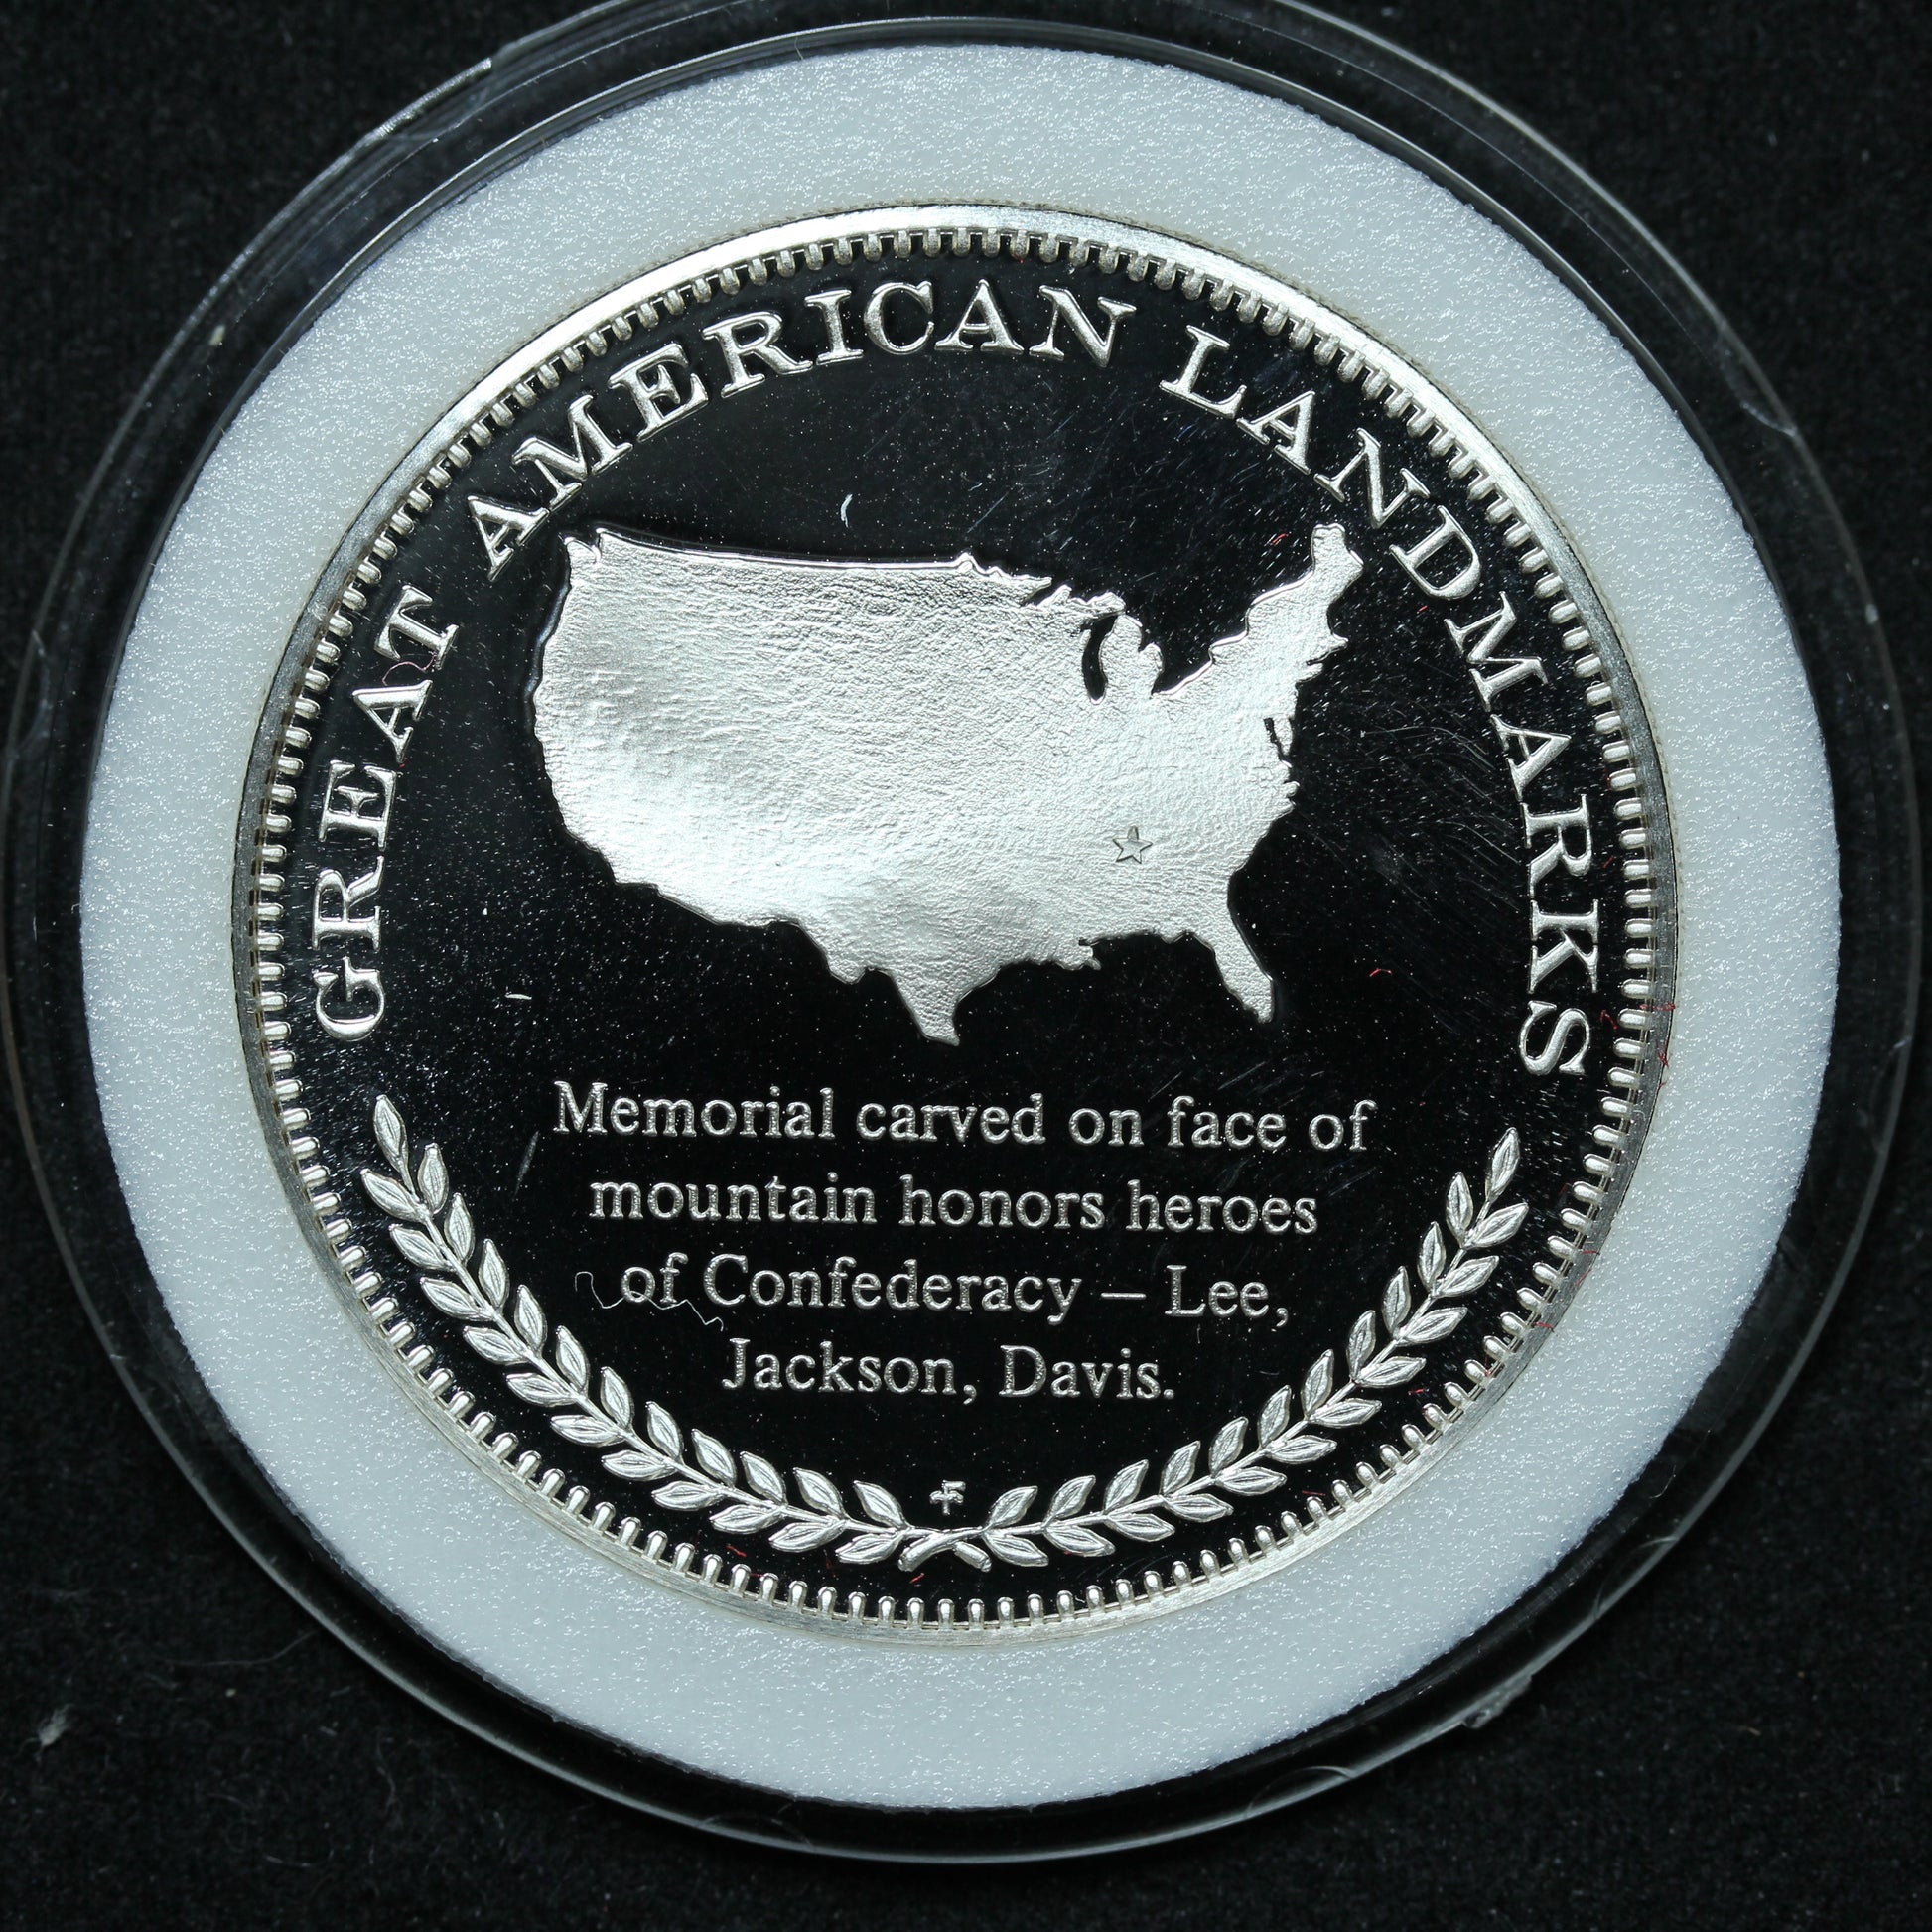 GREAT AMERICAN LANDMARKS
Memorial carved on face of
mountain honors heroes
of Confederacy – Lee,
Jackson, Davis.